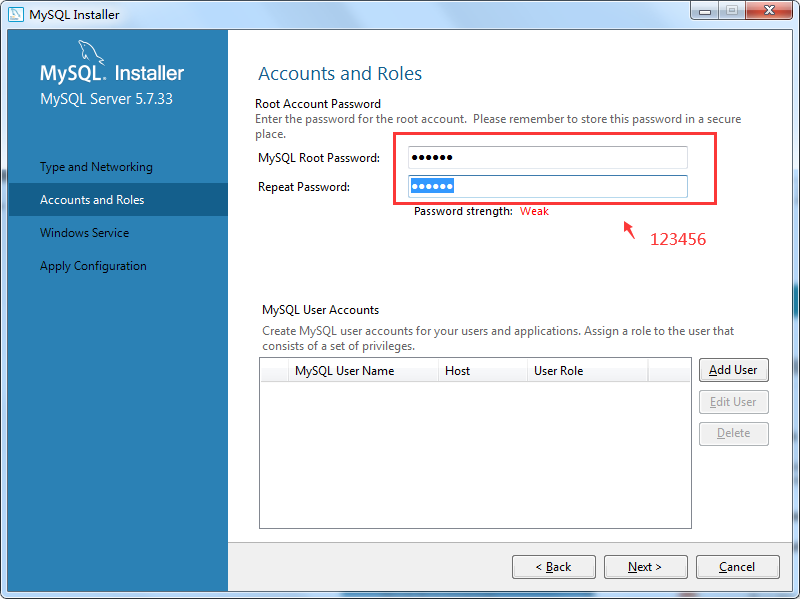 MySQL Installer
MySQL. Installer
MySQL Server 5.7.33
Type and Networking
Accounts and Roles
Windows Service
Apply Configuration
Accounts and Roles
Root Account Password
Enter the password for the root account.  Please remember to store this password in a secure
place.
MySQL Root Password: ●●●●●●
Repeat Password: ●●●●●●
Password strength: Weak
123456
MySQL User Accounts
Create MySQL user accounts for your users and applications. Assign a role to the user that
consists of a set of privileges.
MySQL User Name Host User Role
Add User
Edit User
Delete
< Back Next > Cancel